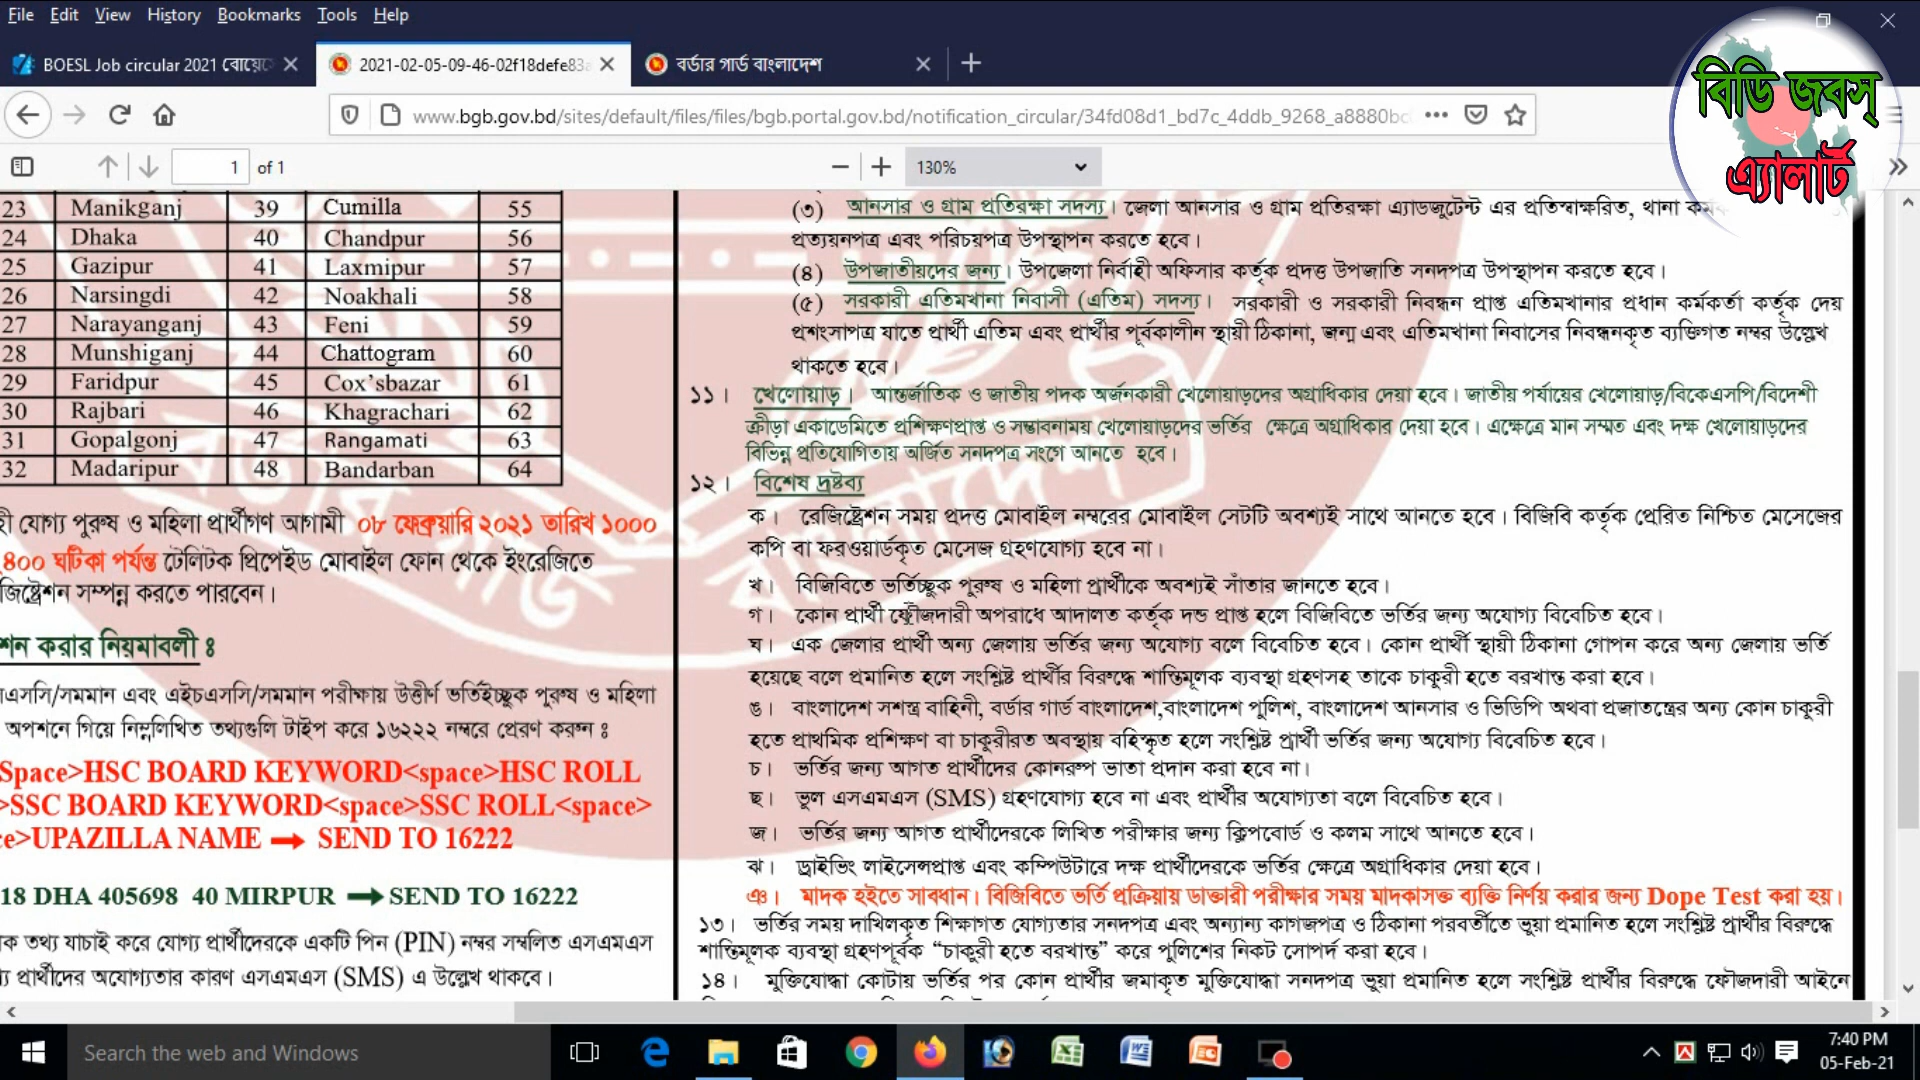 File Edit View History Bookmarks Tools Help
BOESL Job circular 2021
2021-02-05-09-46-02f18defe83
বর্ডার গার্ড বাংলাদেশ
বিডি জবস্
এ্যালার্ট
www.bgb.gov.bd/sites/default/files/files/bgb.portal.gov.bd/notification_circular/34fd08d1_bd7c_4ddb_9268_a8880
1 of 1
130%
23 Manikganj 39 Cumilla 55
24 Dhaka 40 Chandpur 56
25 Gazipur 41 Laxmipur 57
26 Narsingdi 42 Noakhali 58
27 Narayanganj 43 Feni 59
28 Munshiganj 44 Chattogram 60
29 Faridpur 45 Cox’sbazar 61
30 Rajbari 46 Khagrachari 62
31 Gopalgonj 47 Rangamati 63
32 Madaripur 48 Bandarban 64
যোগ্য পুরুষ ও মহিলা প্রার্থীগণ আগামী ০৮ ফেব্রুয়ারি ২০২১ তারিখ ১০০০
৪০০ ঘটিকা পর্যন্ত টেলিটক প্রিপেইড মোবাইল ফোন থেকে ইংরেজিতে
জিষ্ট্রেশন সম্পন্ন করতে পারবেন।
শন করার নিয়মাবলী ঃ
এসসি/সমমান এবং এইচএসসি/সমমান পরীক্ষায় উত্তীর্ণ ভর্তিইচ্ছুক পুরুষ ও মহিলা
অপশনে গিয়ে নিম্নলিখিত তথ্যগুলি টাইপ করে ১৬২২২ নম্বরে প্রেরণ করুন ঃ
Space>HSC BOARD KEYWORD<space>HSC ROLL
>SSC BOARD KEYWORD<space>SSC ROLL<space>
ce>UPAZILLA NAME → SEND TO 16222
18 DHA 405698 40 MIRPUR → SEND TO 16222
ক তথ্য যাচাই করে যোগ্য প্রার্থীদেরকে একটি পিন (PIN) নম্বর সম্বলিত এসএমএস
প্রার্থীদের অযোগ্যতার কারণ এসএমএস (SMS) এ উল্লেখ থাকবে।
(৩) আনসার ও গ্রাম প্রতিরক্ষা সদস্য। জেলা আনসার ও গ্রাম প্রতিরক্ষা এ্যাডজুটেন্ট এর প্রতিস্বাক্ষরিত, থানা
প্রত্যয়নপত্র এবং পরিচয়পত্র উপস্থাপন করতে হবে।
(৪) উপজাতীয়দের জন্য। উপজেলা নির্বাহী অফিসার কর্তৃক প্রদত্ত উপজাতি সনদপত্র উপস্থাপন করতে হবে।
(৫) সরকারী এতিমখানা নিবাসী (এতিম) সদস্য। সরকারী ও সরকারী নিবন্ধন প্রাপ্ত এতিমখানার প্রধান কর্মকর্তা কর্তৃক দেয়
প্রশংসাপত্র যাতে প্রার্থী এতিম এবং প্রার্থীর পূর্বকালীন স্থায়ী ঠিকানা, জন্ম এবং এতিমখানা নিবাসের নিবন্ধনকৃত ব্যক্তিগত নম্বর উল্লেখ
থাকতে হবে।
১১। খেলোয়াড়। আন্তর্জাতিক ও জাতীয় পদক অর্জনকারী খেলোয়াড়দের অগ্রাধিকার দেয়া হবে। জাতীয় পর্যায়ের খেলোয়াড়/বিকেএসপি/বিদেশী
ক্রীড়া একাডেমিতে প্রশিক্ষণপ্রাপ্ত ও সম্ভাবনাময় খেলোয়াড়দের ভর্তির ক্ষেত্রে অগ্রাধিকার দেয়া হবে। এক্ষেত্রে মান সম্মত এবং দক্ষ খেলোয়াড়দের
বিভিন্ন প্রতিযোগিতায় অর্জিত সনদপত্র সংগে আনতে হবে।
১২। বিশেষ দ্রষ্টব্য
ক। রেজিষ্ট্রেশন সময় প্রদত্ত মোবাইল নম্বরের মোবাইল সেটটি অবশ্যই সাথে আনতে হবে। বিজিবি কর্তৃক প্রেরিত নিশ্চিত মেসেজের
কপি বা ফরওয়ার্ডকৃত মেসেজ গ্রহণযোগ্য হবে না।
খ। বিজিবিতে ভর্তিচ্ছুক পুরুষ ও মহিলা প্রার্থীকে অবশ্যই সাঁতার জানতে হবে।
গ। কোন প্রার্থী ফৌজদারী অপরাধে আদালত কর্তৃক দন্ড প্রাপ্ত হলে বিজিবিতে ভর্তির জন্য অযোগ্য বিবেচিত হবে।
ঘ। এক জেলার প্রার্থী অন্য জেলায় ভর্তির জন্য অযোগ্য বলে বিবেচিত হবে। কোন প্রার্থী স্থায়ী ঠিকানা গোপন করে অন্য জেলায় ভর্তি
হয়েছে বলে প্রমানিত হলে সংশ্লিষ্ট প্রার্থীর বিরুদ্ধে শাস্তিমূলক ব্যবস্থা গ্রহণসহ তাকে চাকুরী হতে বরখাস্ত করা হবে।
ঙ। বাংলাদেশ সশস্ত্র বাহিনী, বর্ডার গার্ড বাংলাদেশ,বাংলাদেশ পুলিশ, বাংলাদেশ আনসার ও ভিডিপি অথবা প্রজাতন্ত্রের অন্য কোন চাকুরী
হতে প্রাথমিক প্রশিক্ষণ বা চাকুরীরত অবস্থায় বহিস্কৃত হলে সংশ্লিষ্ট প্রার্থী ভর্তির জন্য অযোগ্য বিবেচিত হবে।
চ। ভর্তির জন্য আগত প্রার্থীদের কোনরুপ ভাতা প্রদান করা হবে না।
ছ। ভুল এসএমএস (SMS) গ্রহণযোগ্য হবে না এবং প্রার্থীর অযোগ্যতা বলে বিবেচিত হবে।
জ। ভর্তির জন্য আগত প্রার্থীদেরকে লিখিত পরীক্ষার জন্য ক্লিপবোর্ড ও কলম সাথে আনতে হবে।
ঝ। ড্রাইভিং লাইসেন্সপ্রাপ্ত এবং কম্পিউটারে দক্ষ প্রার্থীদেরকে ভর্তির ক্ষেত্রে অগ্রাধিকার দেয়া হবে।
ঞ। মাদক হইতে সাবধান। বিজিবিতে ভর্তি প্রক্রিয়ায় ডাক্তারী পরীক্ষার সময় মাদকাসক্ত ব্যক্তি নির্ণয় করার জন্য Dope Test করা হয়।
১৩। ভর্তির সময় দাখিলকৃত শিক্ষাগত যোগ্যতার সনদপত্র এবং অন্যান্য কাগজপত্র ও ঠিকানা পরবর্তীতে ভুয়া প্রমানিত হলে সংশ্লিষ্ট প্রার্থীর বিরুদ্ধে
শাস্তিমূলক ব্যবস্থা গ্রহণপূর্বক “চাকুরী হতে বরখাস্ত” করে পুলিশের নিকট সোপর্দ করা হবে।
১৪। মুক্তিযোদ্ধা কোটায় ভর্তির পর কোন প্রার্থীর জমাকৃত মুক্তিযোদ্ধা সনদপত্র ভুয়া প্রমানিত হলে সংশ্লিষ্ট প্রার্থীর বিরুদ্ধে ফৌজদারী আইনে
Search the web and Windows
7:40 PM
05-Feb-21